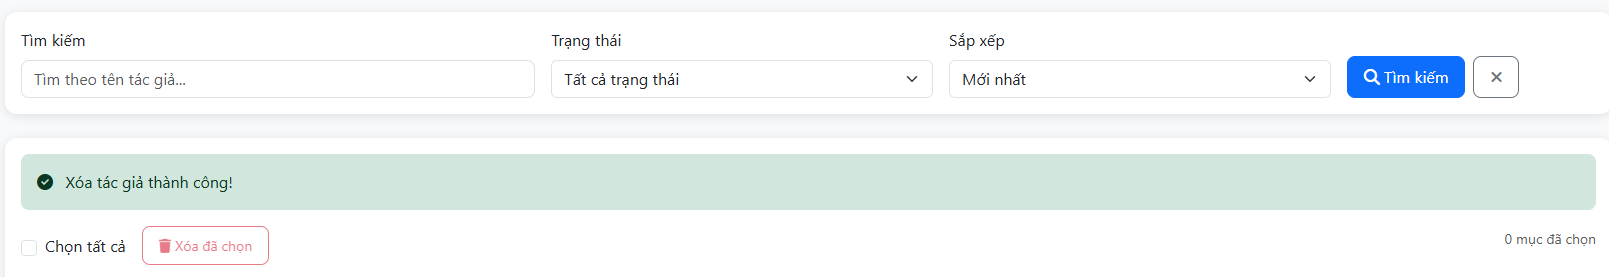 Tìm kiếm
Trạng thái
Sắp xếp
Tìm theo tên tác giả...
Tất cả trạng thái
Mới nhất
Tìm kiếm
Xóa tác giả thành công!
Chọn tất cả
Xóa đã chọn
0 mục đã chọn